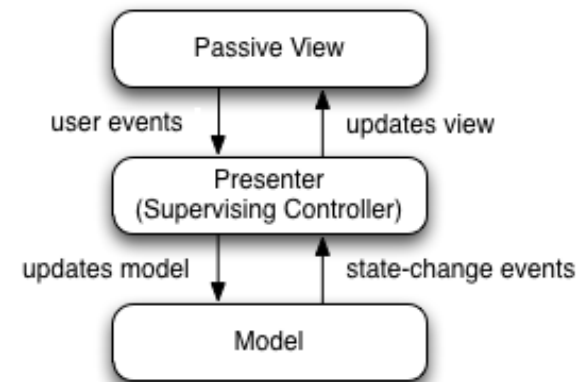 Passive View
user events
updates view
Presenter
(Supervising Controller)
updates model
state-change events
Model